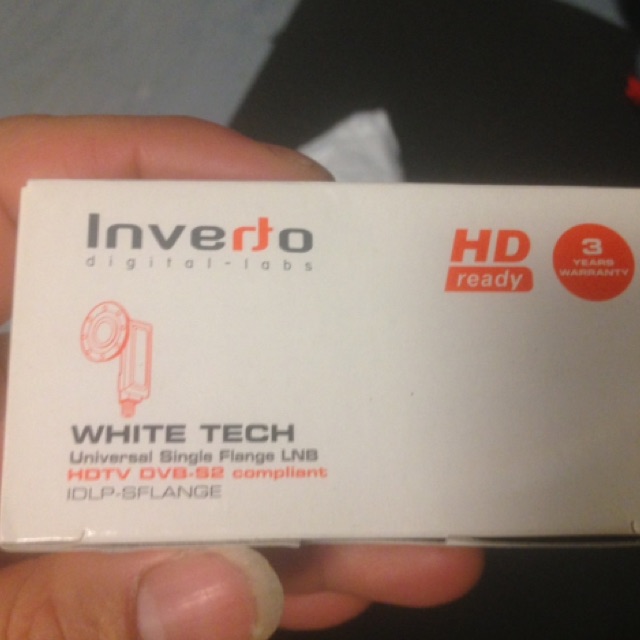 Inverto
digital-labs
HD
ready
3
YEARS
WARRANTY
WHITE TECH
Universal Single Flange LNB
HDTV DVB-S2 compliant
IDLP-SFLANGE